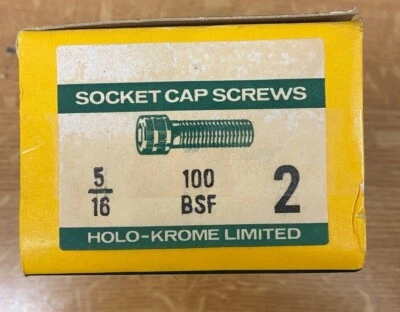 SOCKET CAP SCREWS
5/16 100 BSF 2
HOLO-KROME LIMITED